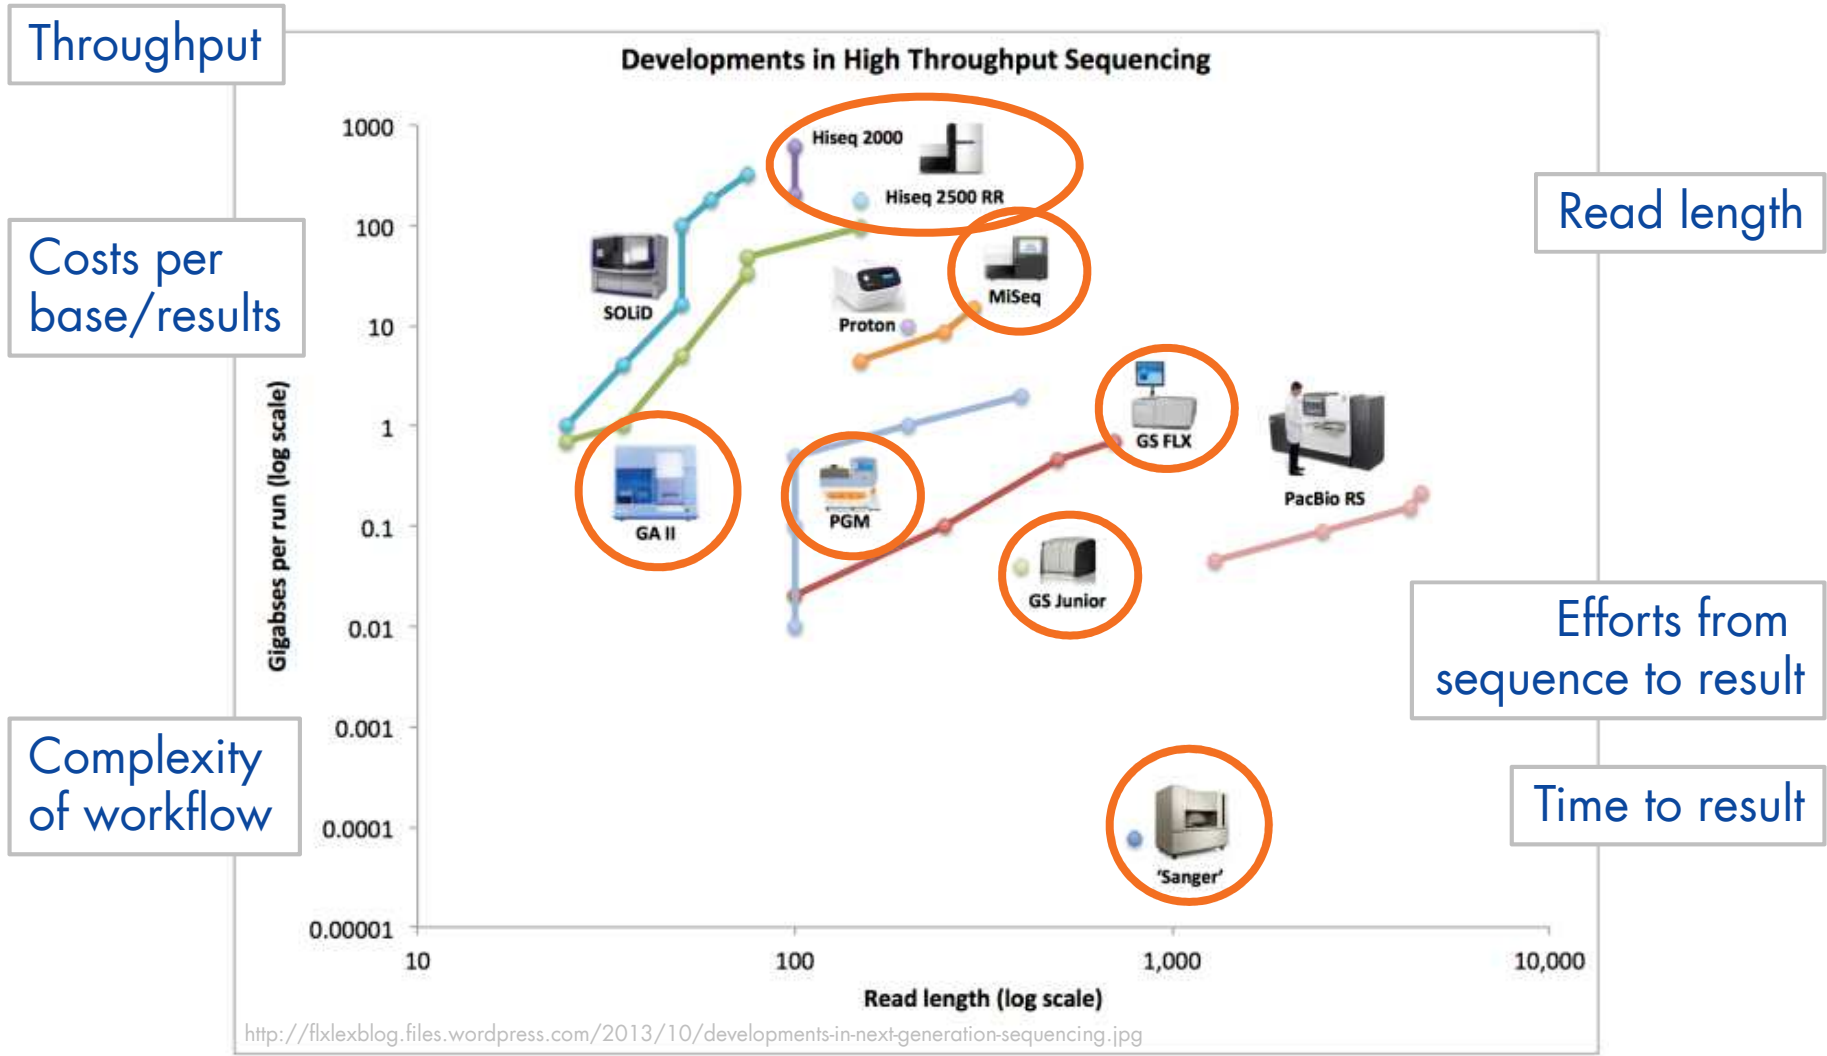 Throughput
Developments in High Throughput Sequencing
1000
Hiseq 2000
Hiseq 2500 RR
Read length
100
Costs per
base/results
SOLiD
MiSeq
Proton
10
GS FLX
1
PacBio RS
PGM
GA II
0.1
GS Junior
0.01
Gigabses per run (log scale)
Efforts from
sequence to result
0.001
Complexity
of workflow
Time to result
0.0001
'Sanger'
0.00001
10
100
1,000
10,000
Read length (log scale)
http://flxlexblog.files.wordpress.com/2013/10/developments-in-next-generation-sequencing.jpg